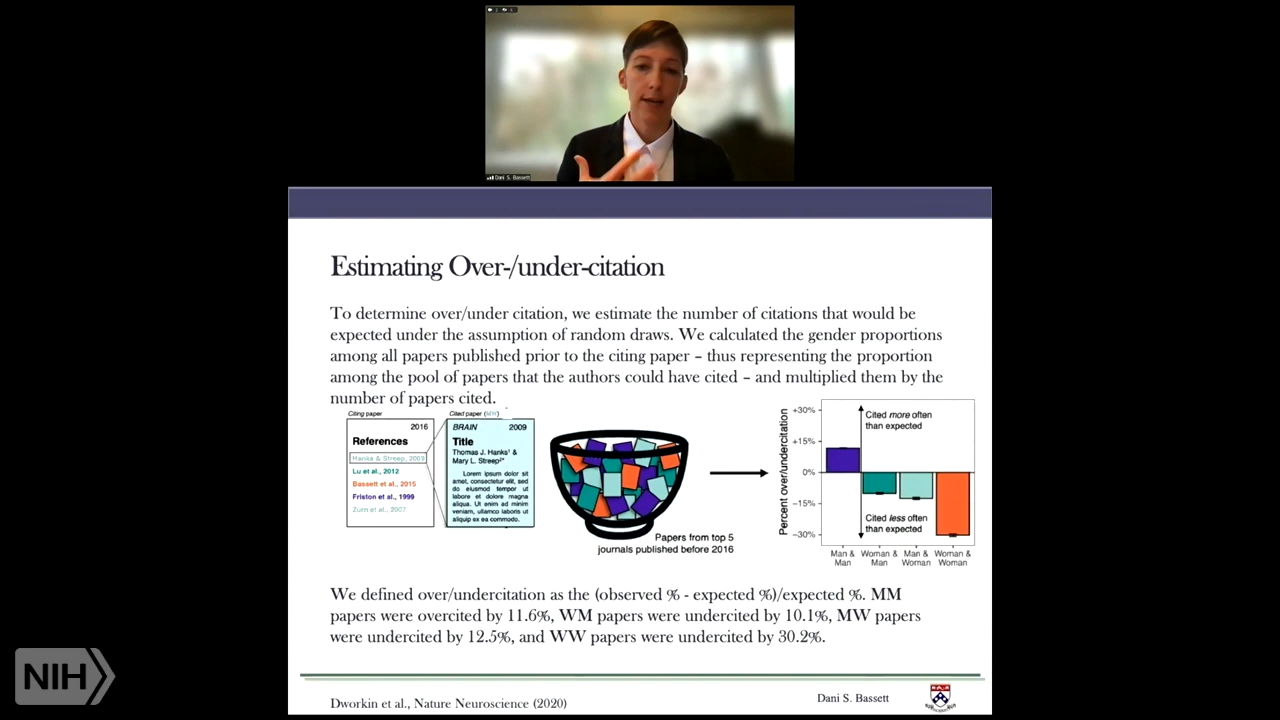 Dani S. Bassett
Estimating Over-/under-citation
To determine over/under citation, we estimate the number of citations that would be
expected under the assumption of random draws. We calculated the gender proportions
among all papers published prior to the citing paper – thus representing the proportion
among the pool of papers that the authors could have cited – and multiplied them by the
number of papers cited.
Citing paper
2016
References
Hanks & Streep, 2009
Lu et al., 2012
Bassett et al., 2015
Friston et al., 1999
Zurn et al., 2007
Cited paper (MW)
BRAIN 2009
Title
Thomas J. Hanks¹ &
Mary L. Streep²*
Lorem ipsum dolor sit
amet, consectetur elit, sed
do eiusmod tempor ut
labore et dolore magna
aliqua. Ut enim ad minim
veniam, ullamco laboris ut
aliquip ex ea commodo.
Papers from top 5
journals published before 2016
Percent over/undercitation
+30%
+15%
0%
−15%
−30%
Cited more often
than expected
Cited less often
than expected
Man & Woman & Man & Woman &
Man Man Woman Woman
We defined over/undercitation as the (observed % - expected %)/expected %. MM
papers were overcited by 11.6%, WM papers were undercited by 10.1%, MW papers
were undercited by 12.5%, and WW papers were undercited by 30.2%.
NIH
Dworkin et al., Nature Neuroscience (2020)
Dani S. Bassett